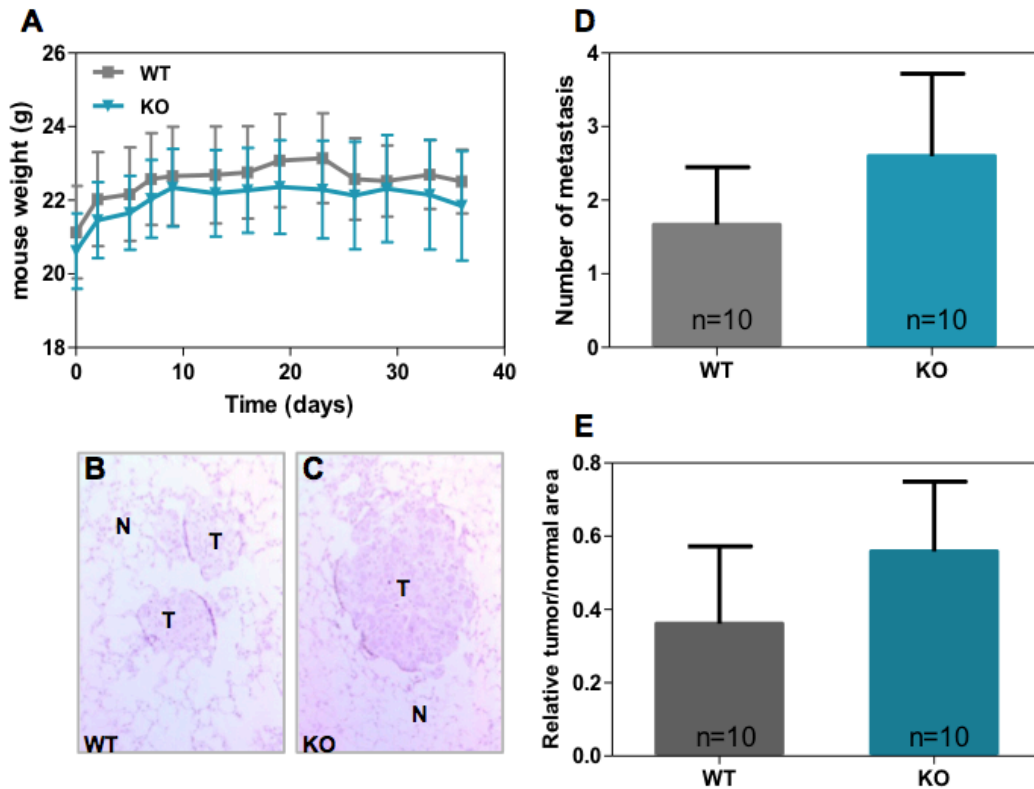 A
mouse weight (g)
26
24
22
20
18
WT
KO
0 10 20 30 40
Time (days)
B
N
T
T
WT
C
T
N
KO
D
Number of metastasis
4
3
2
1
0
n=10 n=10
WT KO
E
Relative tumor/normal area
0.8
0.6
0.4
0.2
0.0
n=10 n=10
WT KO